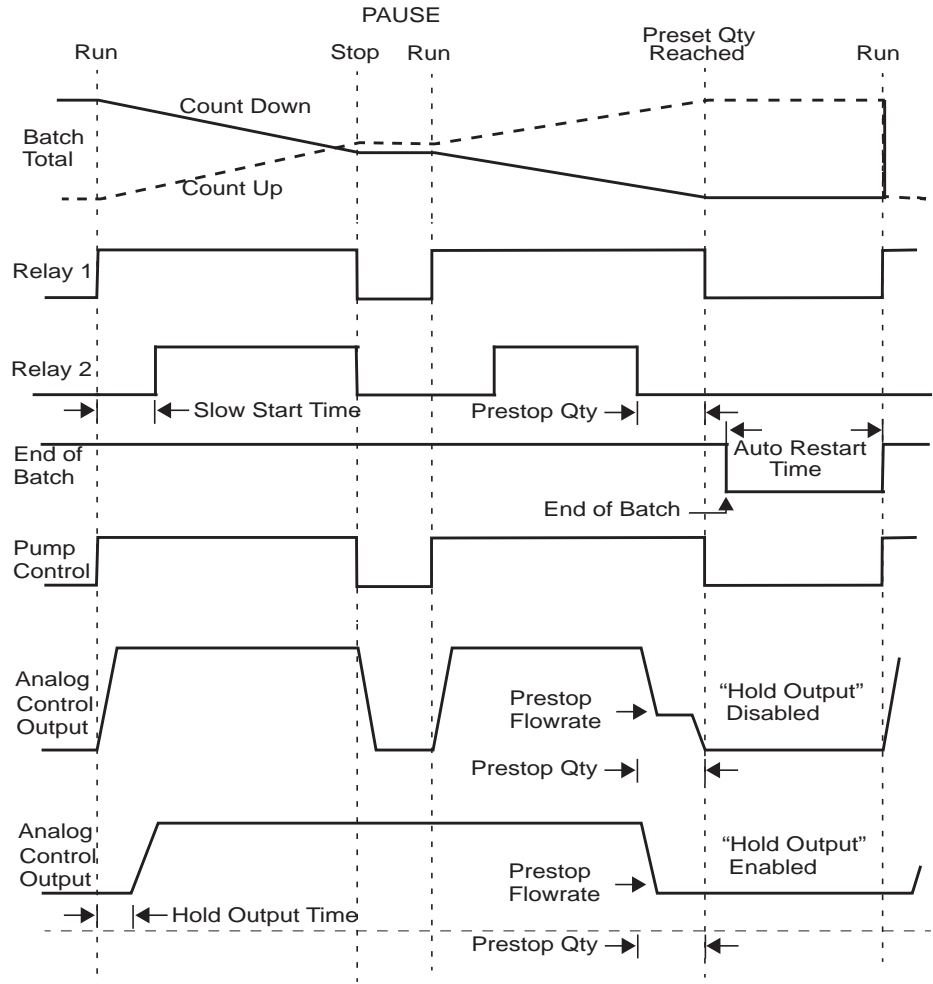 PAUSE
Run
Stop
Run
Preset Qty
Reached
Run
Count Down
Batch
Total
Count Up
Relay 1
Relay 2
Slow Start Time
Prestop Qty
End of
Batch
Auto Restart
Time
End of Batch
Pump
Control
Analog
Control
Output
Prestop
Flowrate
“Hold Output”
Disabled
Prestop Qty
Analog
Control
Output
“Hold Output”
Enabled
Prestop
Flowrate
Hold Output Time
Prestop Qty